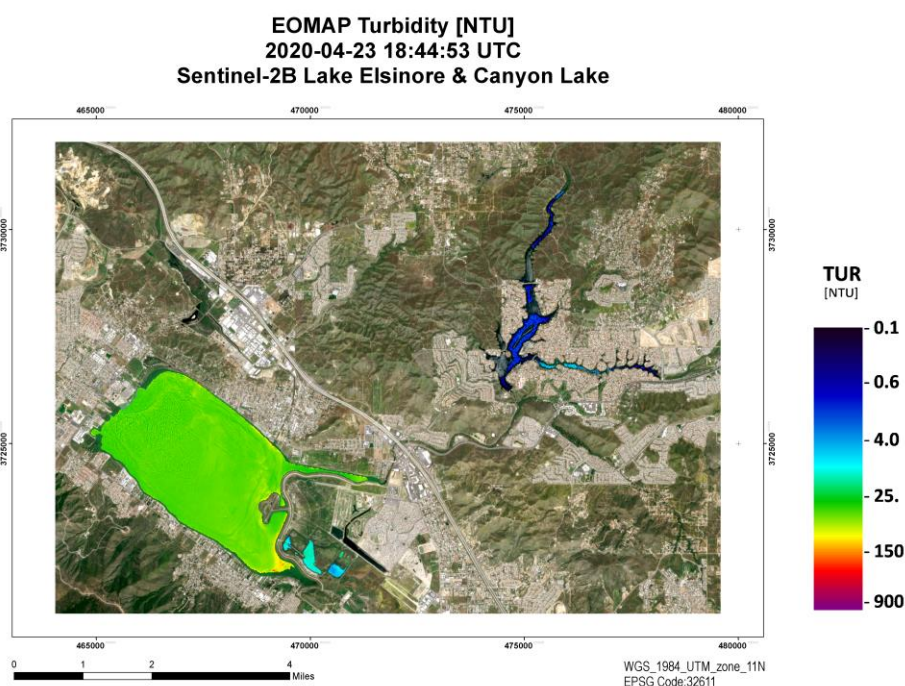 EOMAP Turbidity [NTU]
2020-04-23 18:44:53 UTC
Sentinel-2B Lake Elsinore & Canyon Lake
465000 470000 475000 480000
3730000 3730000
3725000 3725000
TUR
[NTU]
0.1
0.6
4.0
25.
150
900
465000 470000 475000 480000
0 1 2 4
Miles
WGS_1984_UTM_zone_11N
EPSG Code:32611